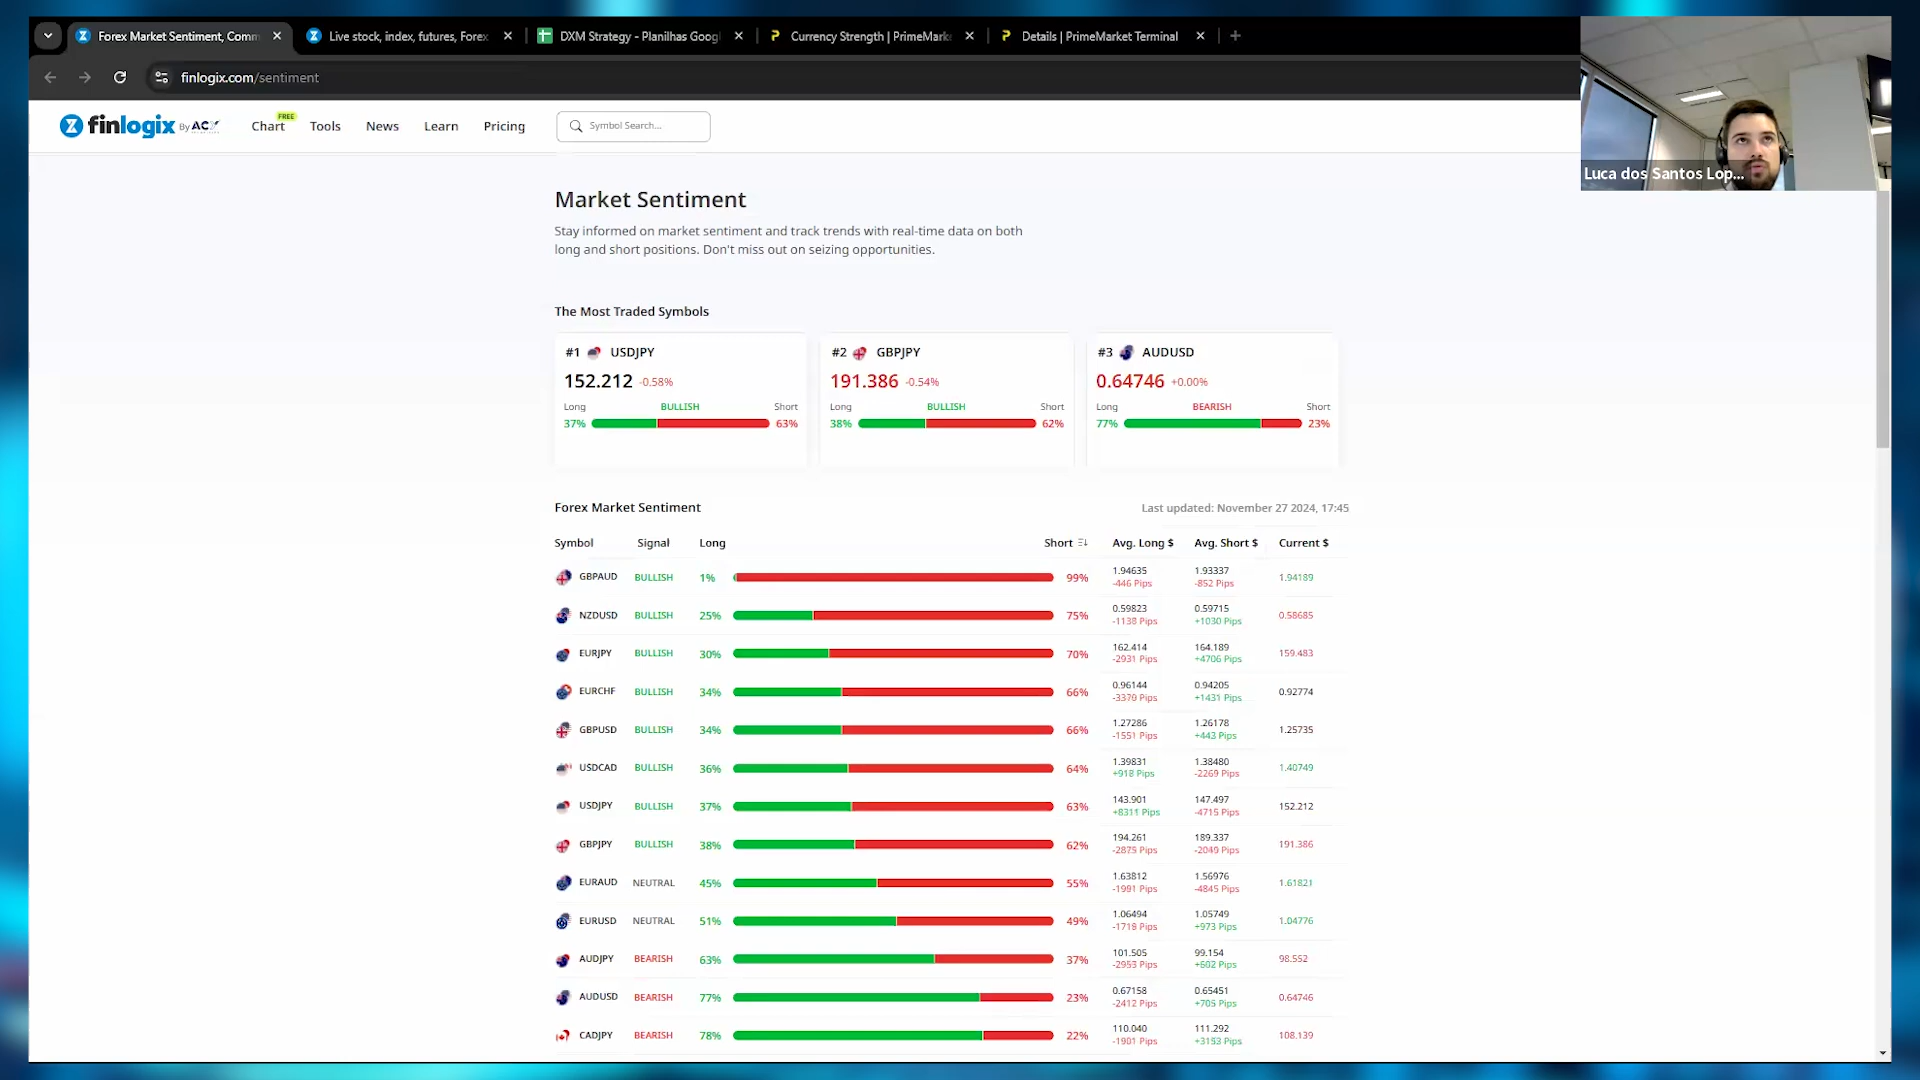 Forex Market Sentiment, Comm
Live stock, index, futures, Forex
DXM Strategy - Planilhas Goog
Currency Strength | PrimeMark
Details | PrimeMarket Terminal
finlogix.com/sentiment
finlogix By ACY
Chart FREE
Tools
News
Learn
Pricing
Symbol Search...
Luca dos Santos Lop...
Market Sentiment
Stay informed on market sentiment and track trends with real-time data on both
long and short positions. Don't miss out on seizing opportunities.
The Most Traded Symbols
#1 USDJPY
152.212 -0.58%
Long BULLISH Short
37% 63%
#2 GBPJPY
191.386 -0.54%
Long BULLISH Short
38% 62%
#3 AUDUSD
0.64746 +0.00%
Long BEARISH Short
77% 23%
Forex Market Sentiment Last updated: November 27 2024, 17:45
Symbol Signal Long Short Avg. Long $ Avg. Short $ Current $
GBPAUD BULLISH 1% 99% 1.94635 -446 Pips 1.93337 -852 Pips 1.94189
NZDUSD BULLISH 25% 75% 0.59823 -1138 Pips 0.59715 +1030 Pips 0.58685
EURJPY BULLISH 30% 70% 162.414 -2931 Pips 164.189 +4706 Pips 159.483
EURCHF BULLISH 34% 66% 0.96144 -3370 Pips 0.94205 +1431 Pips 0.92774
GBPUSD BULLISH 34% 66% 1.27286 -1551 Pips 1.26178 +443 Pips 1.25735
USDCAD BULLISH 36% 64% 1.39831 +918 Pips 1.38480 -2269 Pips 1.40749
USDJPY BULLISH 37% 63% 143.901 +8311 Pips 147.497 -4715 Pips 152.212
GBPJPY BULLISH 38% 62% 194.261 -2875 Pips 189.337 -2049 Pips 191.386
EURAUD NEUTRAL 45% 55% 1.63812 -1991 Pips 1.56976 -4845 Pips 1.61821
EURUSD NEUTRAL 51% 49% 1.06494 -1718 Pips 1.05749 +973 Pips 1.04776
AUDJPY BEARISH 63% 37% 101.505 -2953 Pips 99.154 +602 Pips 98.552
AUDUSD BEARISH 77% 23% 0.67158 -2412 Pips 0.65451 +705 Pips 0.64746
CADJPY BEARISH 78% 22% 110.040 -1901 Pips 111.292 +3153 Pips 108.139